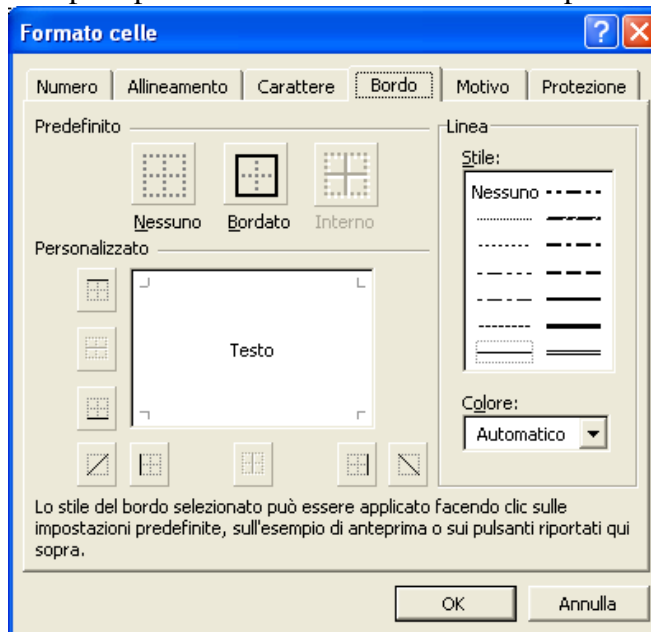 Formato celle
Numero Allineamento Carattere Bordo Motivo Protezione
Predefinito
Nessuno Bordato Interno
Personalizzato
Testo
Linea
Stile:
Nessuno
Colore:
Automatico
Lo stile del bordo selezionato può essere applicato facendo clic sulle
impostazioni predefinite, sull'esempio di anteprima o sui pulsanti riportati qui
sopra.
OK Annulla